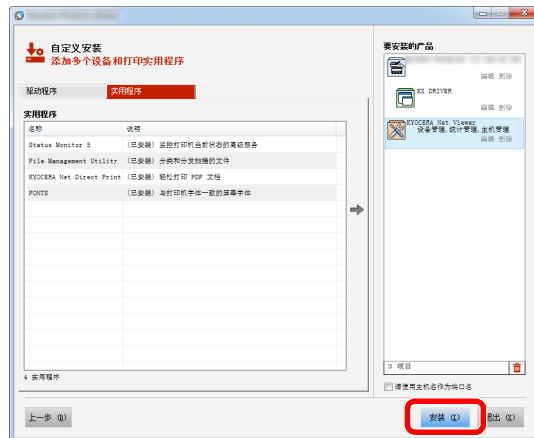 自定义安装
添加多个设备和打印实用程序
驱动程序
实用程序
实用程序
名称 说明
Status Monitor 5 (已安装) 监控打印机当前状态的高级服务
File Management Utility (已安装) 分类和分发扫描的文件
KYOCERA Net Direct Print (已安装) 轻松打印 PDF 文档
FONTS (已安装) 与打印机字体一致的屏幕字体
4 实用程序
要安装的产品
编辑 删除
KX DRIVER
编辑 删除
KYOCERA Net Viewer
设备管理,统计管理,主机管理
编辑 删除
3 项目
请使用主机名作为端口名
上一步 (B)
安装 (I)
退出 (X)